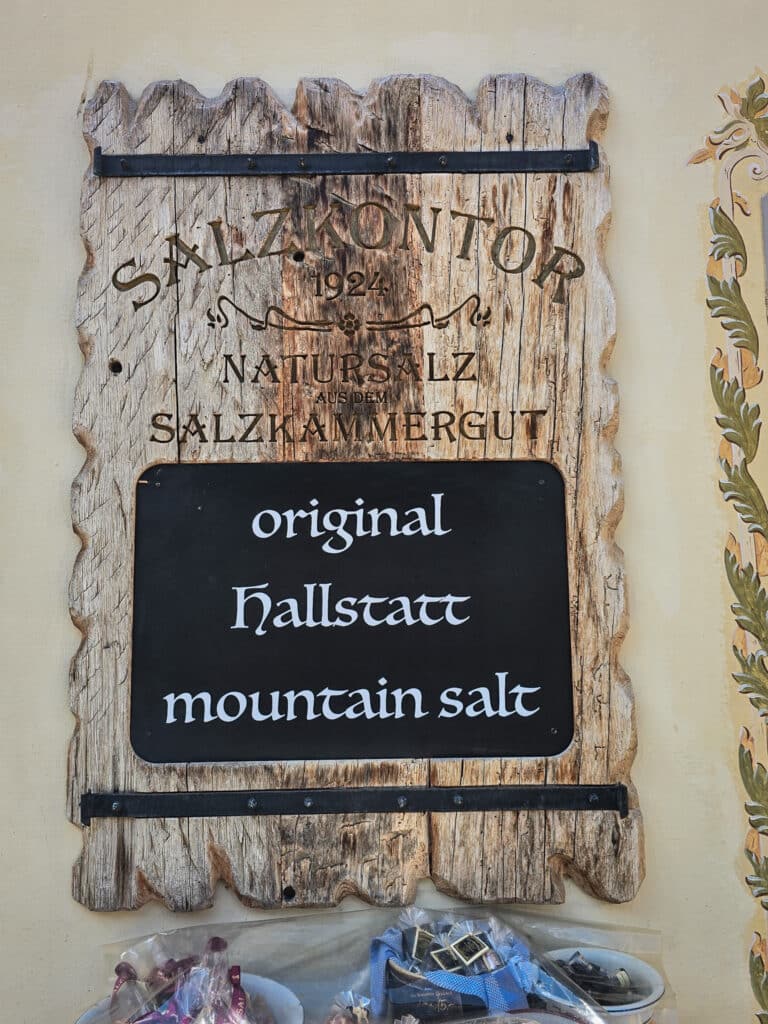 SALZKONTOR
1924
NATURSALZ
AUS DEM
SALZKAMMERGUT
original
Hallstatt
mountain salt